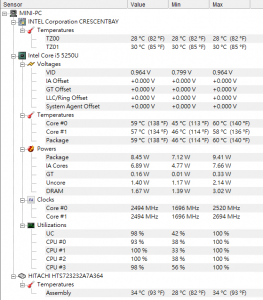 Sensor Value Min Max
MINI-PC
INTEL Corporation CRESCENTBAY
Temperatures
TZ00 28 °C (82 °F) 28 °C (82 °F) 28 °C (82 °F)
TZ01 30 °C (85 °F) 30 °C (85 °F) 30 °C (85 °F)
Intel Core i5 5250U
Voltages
VID 0.964 V 0.799 V 0.964 V
IA Offset +0.000 V +0.000 V +0.000 V
GT Offset +0.000 V +0.000 V +0.000 V
LLC/Ring Offset +0.000 V +0.000 V +0.000 V
System Agent Offset +0.000 V +0.000 V +0.000 V
Temperatures
Core #0 59 °C (138 °F) 45 °C (113 °F) 60 °C (140 °F)
Core #1 57 °C (134 °F) 46 °C (114 °F) 58 °C (136 °F)
Package 59 °C (138 °F) 46 °C (114 °F) 60 °C (140 °F)
Powers
Package 8.45 W 7.12 W 9.41 W
IA Cores 6.89 W 4.77 W 7.66 W
GT 0.16 W 0.01 W 0.33 W
Uncore 1.40 W 1.17 W 2.14 W
DRAM 1.67 W 1.39 W 3.02 W
Clocks
Core #0 2494 MHz 1696 MHz 2520 MHz
Core #1 2494 MHz 1696 MHz 2694 MHz
Utilizations
UC 98 % 42 % 100 %
CPU #0 93 % 38 % 100 %
CPU #1 100 % 33 % 100 %
CPU #2 100 % 38 % 100 %
CPU #3 98 % 56 % 100 %
HITACHI HTS723232A7A364
Temperatures
Assembly 34 °C (93 °F) 28 °C (82 °F) 34 °C (93 °F)